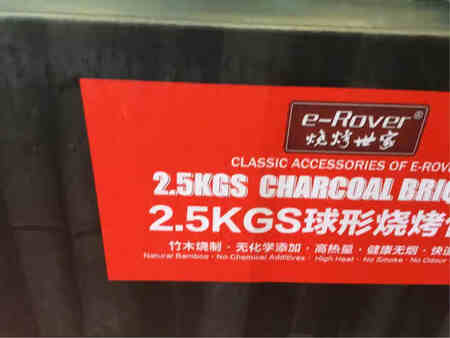 e-Rover®
烧烤世家
CLASSIC ACCESSORIES OF E-ROV
2.5KGS CHARCOAL BRI
2.5KGS球形烧烤
竹木烧制·无化学添加·高热量·健康无烟·快
Natural Bamboo·No Chemical Additives·High Heat·No Smoke·No Odour